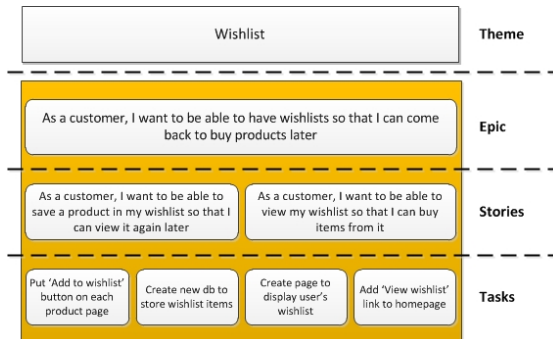 Wishlist
Theme
As a customer, I want to be able to have wishlists so that I can come
back to buy products later
Epic
As a customer, I want to be able to
save a product in my wishlist so that I
can view it again later
As a customer, I want to be able to
view my wishlist so that I can buy
items from it
Stories
Put ‘Add to wishlist’
button on each
product page
Create new db to
store wishlist items
Create page to
display user’s
wishlist
Add ‘View wishlist’
link to homepage
Tasks